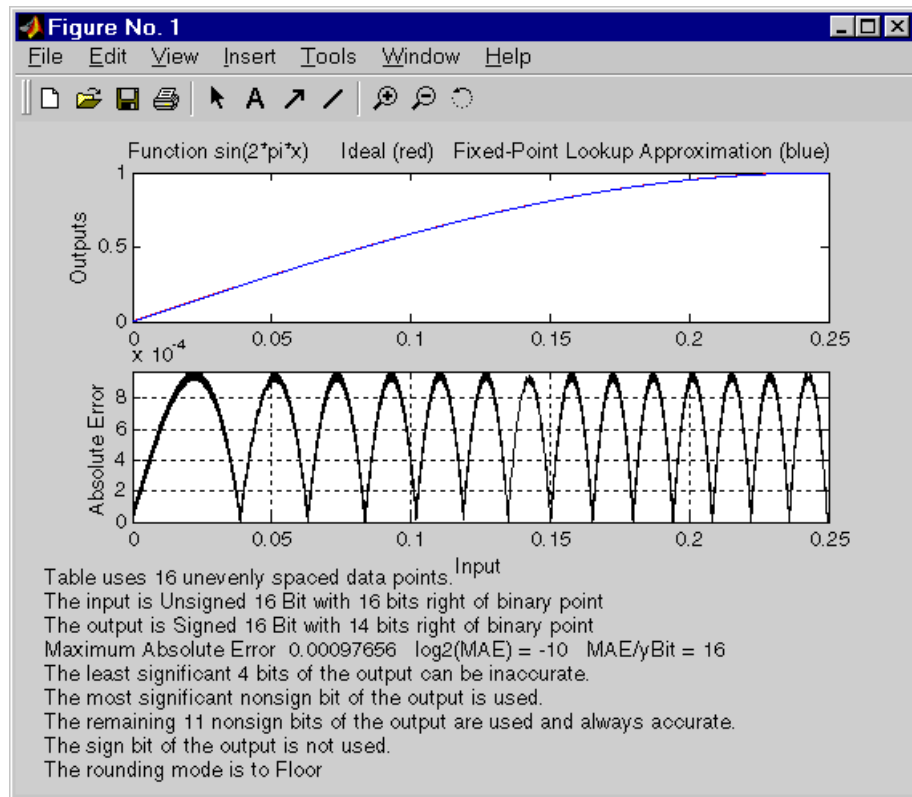 Figure No. 1
File Edit View Insert Tools Window Help
A
Function sin(2*pi*x) Ideal (red) Fixed-Point Lookup Approximation (blue)
Outputs
1
0.5
0
0 0.05 0.1 0.15 0.2 0.25
x 10-4
Absolute Error
8
6
4
2
0
0 0.05 0.1 0.15 0.2 0.25
Input
Table uses 16 unevenly spaced data points.
The input is Unsigned 16 Bit with 16 bits right of binary point
The output is Signed 16 Bit with 14 bits right of binary point
Maximum Absolute Error 0.00097656 log2(MAE) = -10 MAE/yBit = 16
The least significant 4 bits of the output can be inaccurate.
The most significant nonsign bit of the output is used.
The remaining 11 nonsign bits of the output are used and always accurate.
The sign bit of the output is not used.
The rounding mode is to Floor